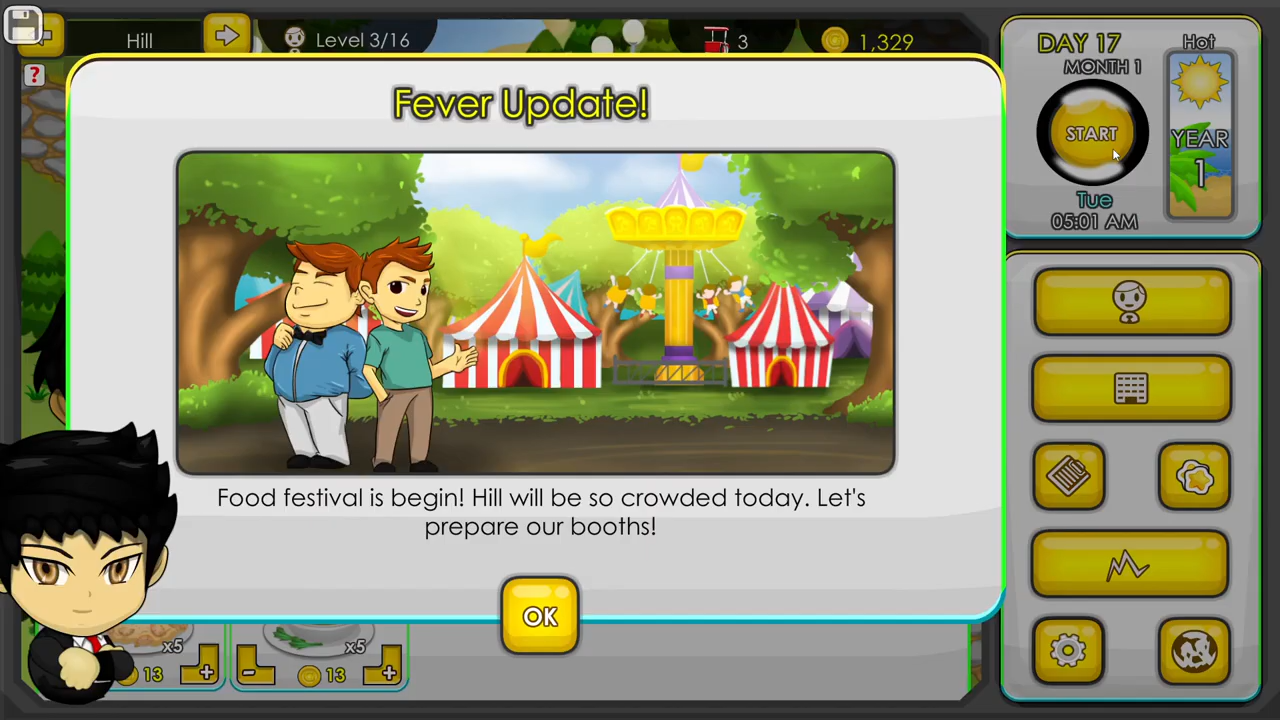 Hill
Level 3/16
3
1,329
?
Fever Update!
Food festival is begin! Hill will be so crowded today. Let's
prepare our booths!
OK
x5
13
x5
13
DAY 17
MONTH 1
Hot
START
YEAR
1
Tue
05:01 AM